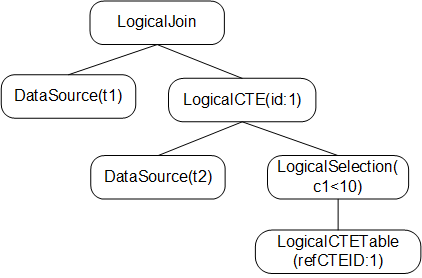 LogicalJoin
DataSource(t1)
LogicalCTE(id:1)
DataSource(t2)
LogicalSelection(
c1<10)
LogicalCTETable
(refCTEID:1)